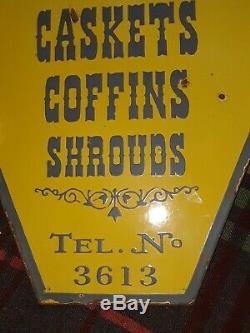 CASKETS
COFFINS
SHROUDS
TEL. No
3613